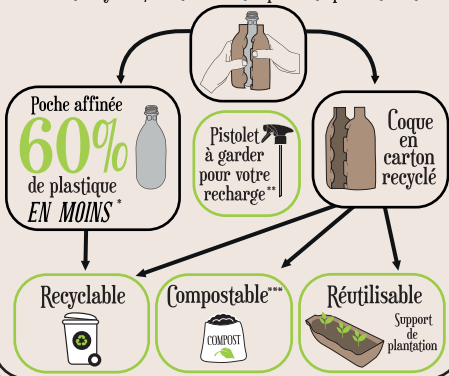 Poche affinée
60%
de plastique
EN MOINS*
Pistolet
à garder
pour votre
recharge**
Coque
en
carton
recyclé
Recyclable
Compostable***
COMPOST
Réutilisable
Support
de
plantation